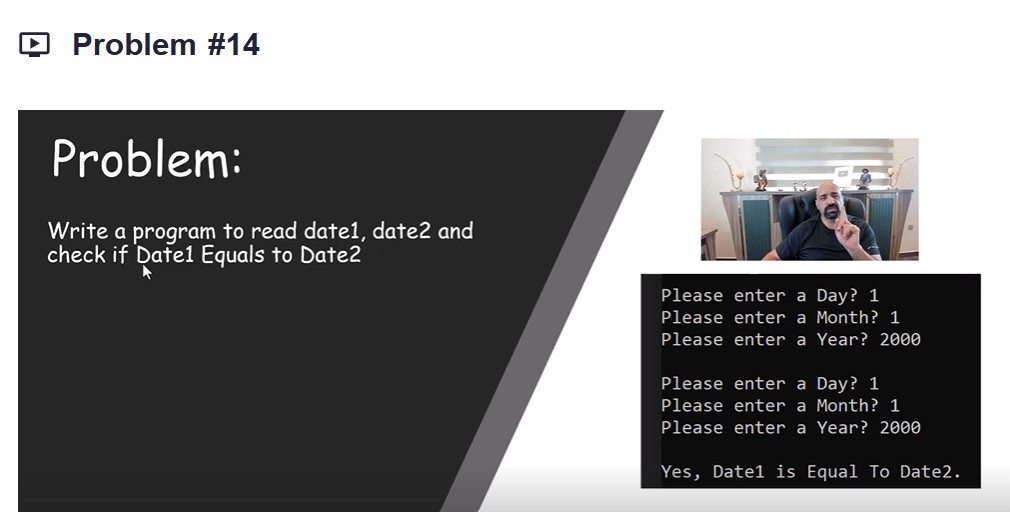 Problem #14
Problem:
Write a program to read date1, date2 and
check if Date1 Equals to Date2
Please enter a Day? 1
Please enter a Month? 1
Please enter a Year? 2000
Please enter a Day? 1
Please enter a Month? 1
Please enter a Year? 2000
Yes, Date1 is Equal To Date2.